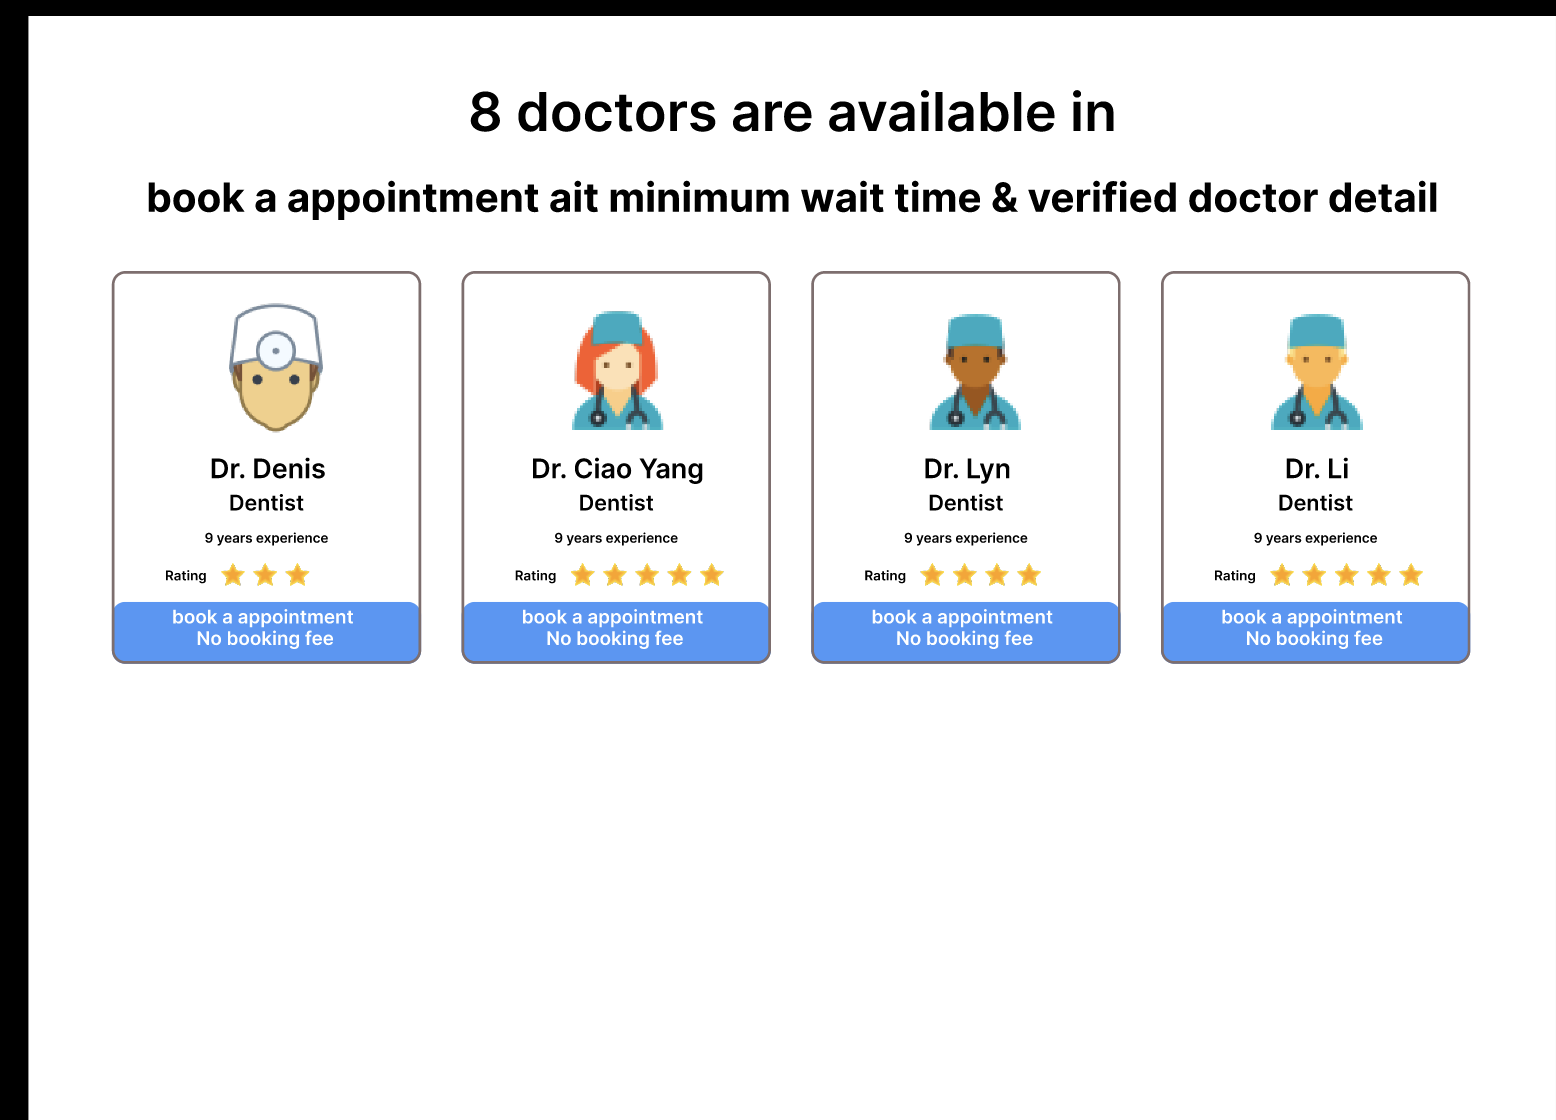 8 doctors are available in
book a appointment ait minimum wait time & verified doctor detail
Dr. Denis
Dentist
9 years experience
Rating
book a appointment
No booking fee
Dr. Ciao Yang
Dentist
9 years experience
Rating
book a appointment
No booking fee
Dr. Lyn
Dentist
9 years experience
Rating
book a appointment
No booking fee
Dr. Li
Dentist
9 years experience
Rating
book a appointment
No booking fee